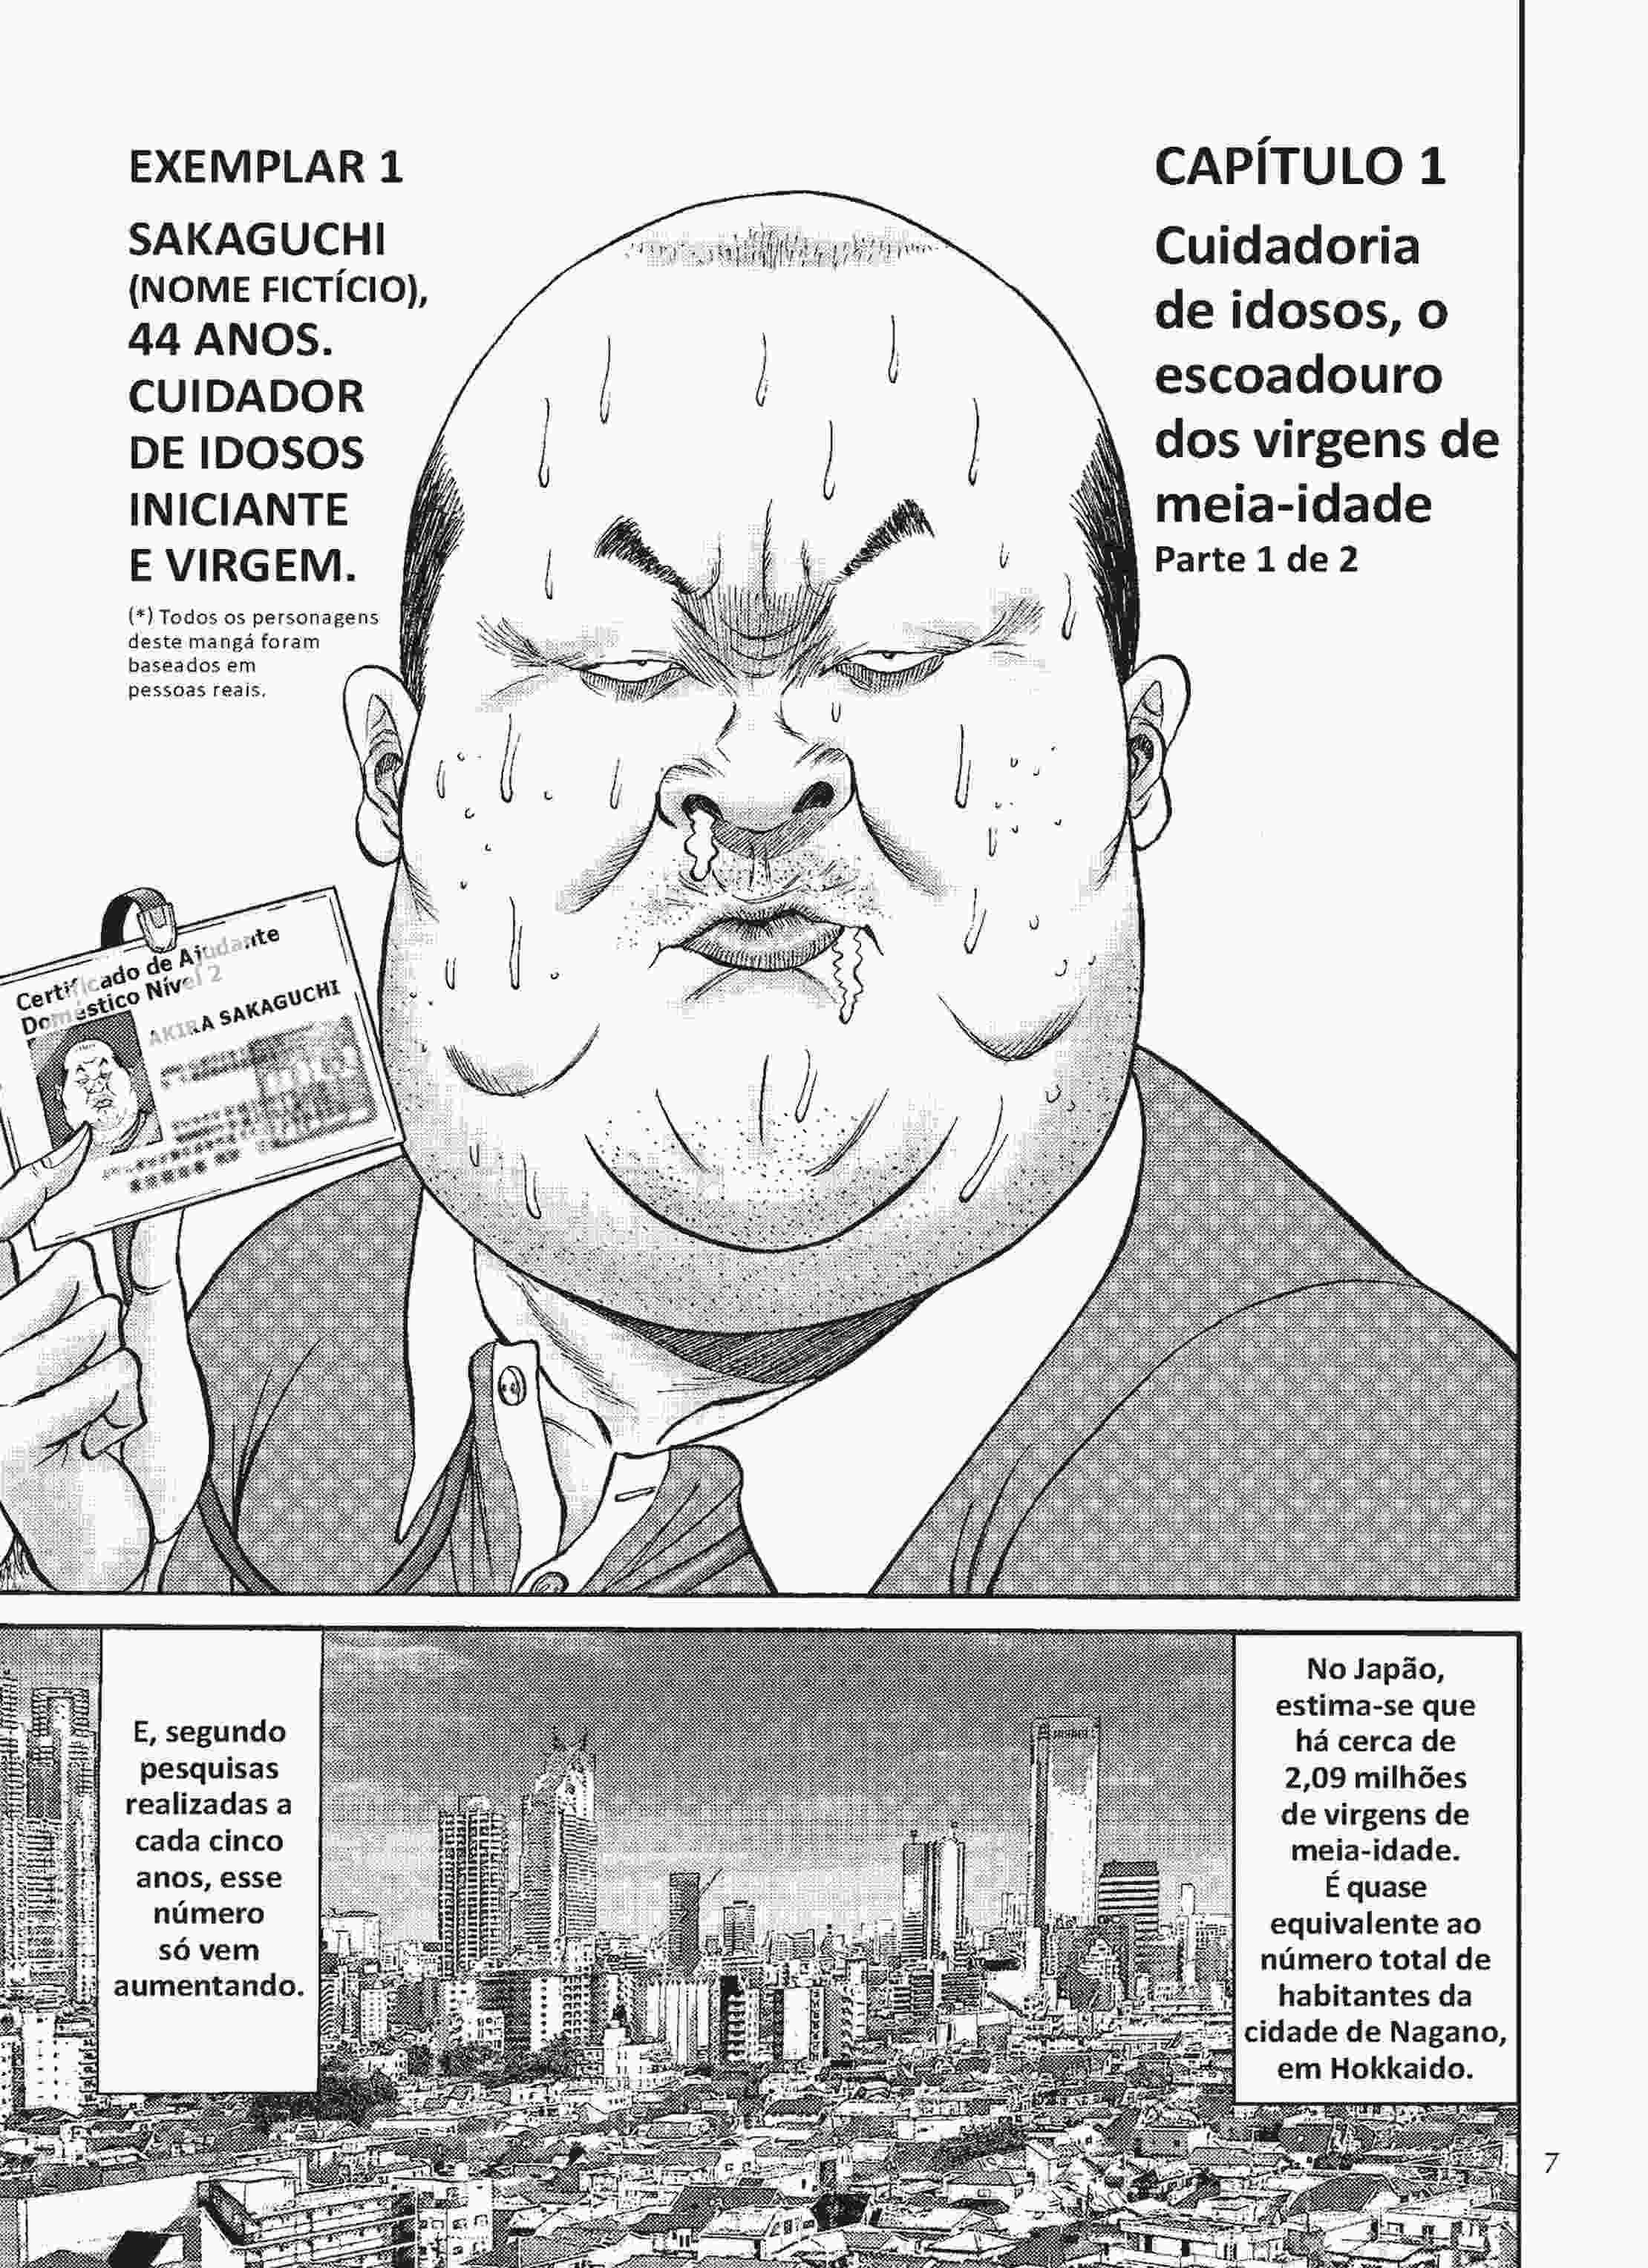 CAPÍTULO 1
Cuidadoria
de idosos, o
escoadouro
dos virgens de
meia-idade
Parte 1 de 2
EXEMPLAR 1
SAKAGUCHI
(NOME FICTÍCIO),
44 ANOS.
CUIDADOR
DE IDOSOS
INICIANTE
E VIRGEM.
(*) Todos os personagens
deste mangá foram
baseados em
pessoas reais.
Certificado de Ajudante
Doméstico Nível 2
AKIRA SAKAGUCHI
No Japão,
estima-se que
há cerca de
2,09 milhões
de virgens de
meia-idade.
É quase
equivalente ao
número total de
habitantes da
cidade de Nagano,
em Hokkaido.
E, segundo
pesquisas
realizadas a
cada cinco
anos, esse
número
só vem
aumentando.
7